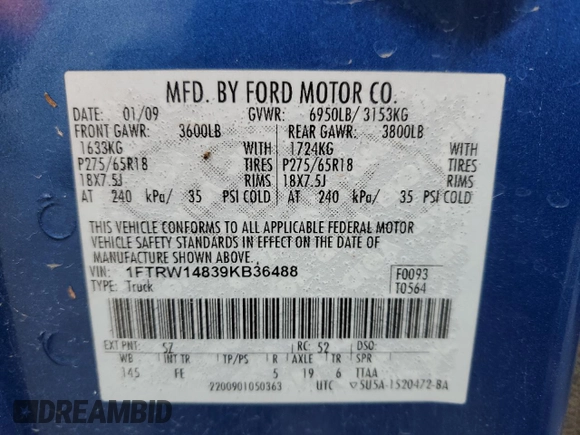 MFD. BY FORD MOTOR CO.
DATE: 01/09 GVWR: 6950LB/ 3153KG
FRONT GAWR: 3600LB REAR GAWR: 3800LB
1633KG WITH 1724KG WITH
P275/65R18 TIRES P275/65R18 TIRES
18X7.5J RIMS 18X7.5J RIMS
AT 240 kPa/ 35 PSI COLD AT 240 kPa/ 35 PSI COLD
THIS VEHICLE CONFORMS TO ALL APPLICABLE FEDERAL MOTOR
VEHICLE SAFETY STANDARDS IN EFFECT ON THE DATE OF
MANUFACTURE SHOWN ABOVE.
VIN: 1FTRW14839KB36488 F0093
TYPE: Truck T0564
EXT PNT: SZ RC: 52 DSO:
WB INT TR TP/PS R AXLE TR SPR
145 FE 5 19 6 TTAA
2200901050363 UTC SU5A-1520472-BA
DREAMBID